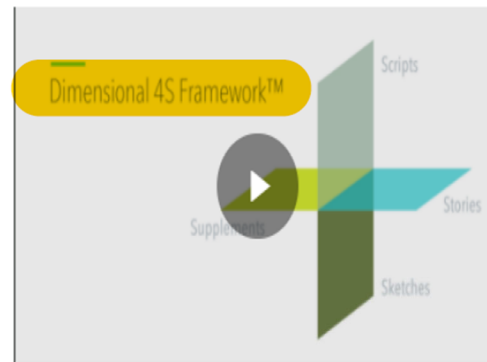 Scripts
Dimensional 4S Framework™
Stories
Supplements
Sketches